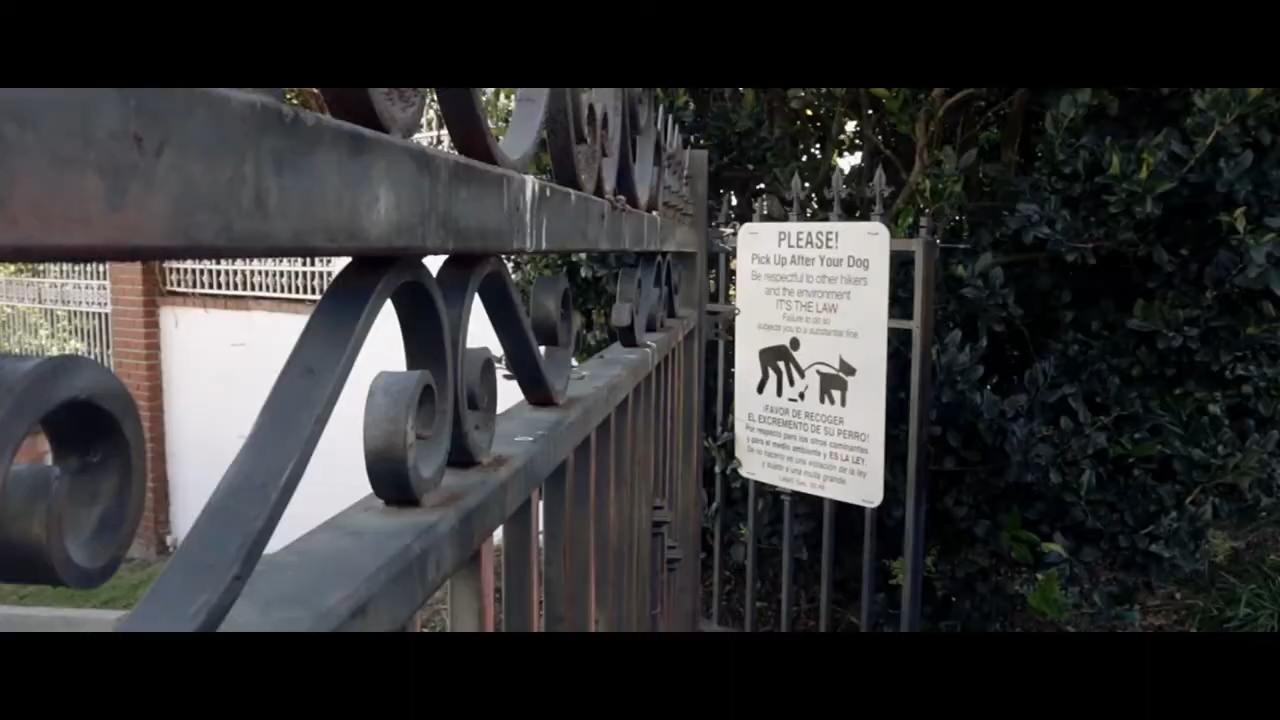 PLEASE!
Pick Up After Your Dog
Be respectful to other hikers
and the environment
IT'S THE LAW
Failure to do so
subjects you to a substantial fine
¡FAVOR DE RECOGER
EL EXCREMENTO DE SU PERRO!
Por respecto para los otros caminantes
y para el medio ambiente y ES LA LEY.
De no hacerlo es una violación de la ley
y sujeto a una multa grande.